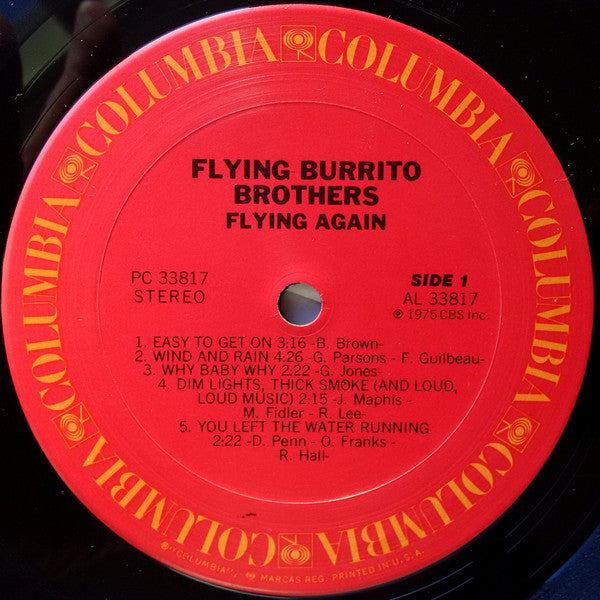 COLUMBIA COLUMBIA COLUMBIA COLUMBIA COLUMBIA COLUMBIA
FLYING BURRITO
BROTHERS
FLYING AGAIN
PC 33817
STEREO
SIDE 1
AL 33817
℗ 1975 CBS Inc.
1. EASY TO GET ON 3:16 -B. Brown-
2. WIND AND RAIN 4:26 -G. Parsons - F. Guilbeau-
3. WHY BABY WHY 2:22 -G. Jones-
4. DIM LIGHTS, THICK SMOKE (AND LOUD,
LOUD MUSIC) 2:15 -J. Maphis -
M. Fidler - R. Lee-
5. YOU LEFT THE WATER RUNNING
2:22 -D. Penn - O. Franks -
R. Hall-
® "COLUMBIA", MARCAS REG. PRINTED IN U.S.A.